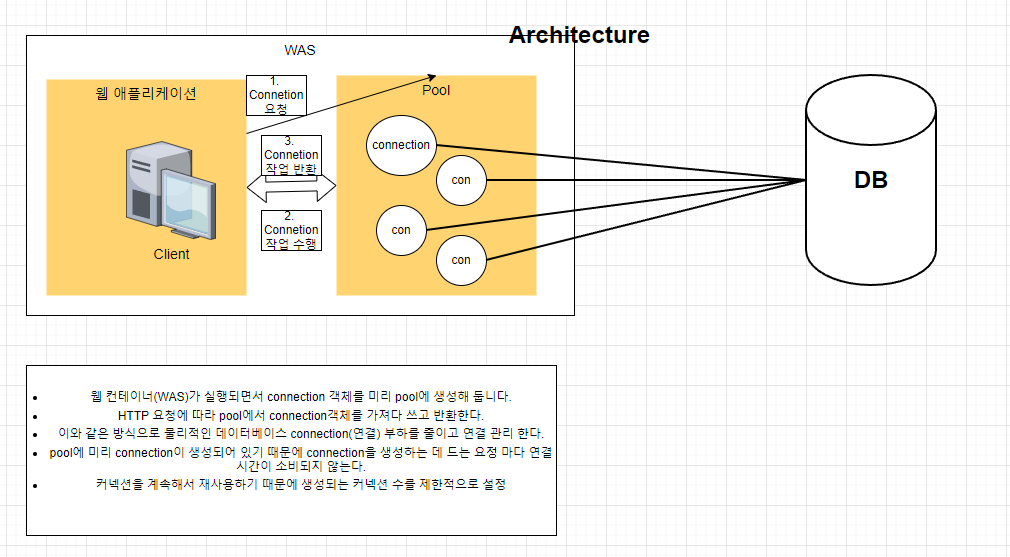 Architecture
WAS
웹 애플리케이션
Client
1.
Connetion
요청
3.
Connetion
작업 반환
2.
Connetion
작업 수행
Pool
connection
con
con
con
DB
웹 컨테이너(WAS)가 실행되면서 connection 객체를 미리 pool에 생성해 둡니다.
HTTP 요청에 따라 pool에서 connection객체를 가져다 쓰고 반환한다.
이와 같은 방식으로 물리적인 데이터베이스 connection(연결) 부하를 줄이고 연결 관리 한다.
pool에 미리 connection이 생성되어 있기 때문에 connection을 생성하는 데 드는 요정 마다 연결
시간이 소비되지 않는다.
커넥션을 계속해서 재사용하기 때문에 생성되는 커넥션 수를 제한적으로 설정